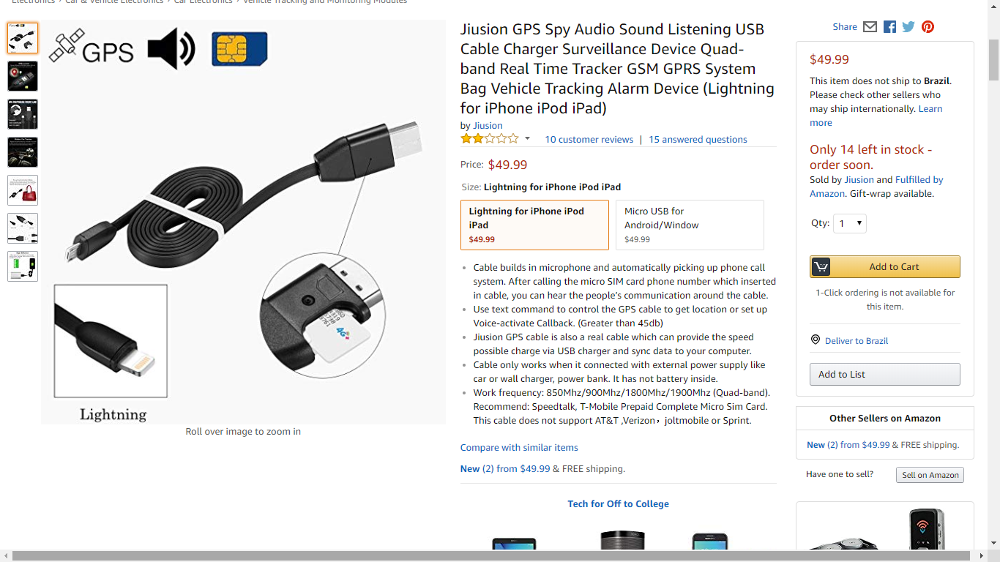 Electronics › Car & Vehicle Electronics › Car Electronics › Vehicle Tracking and Monitoring Modules
GPS
Lightning
Roll over image to zoom in
Jiusion GPS Spy Audio Sound Listening USB
Cable Charger Surveillance Device Quad-
band Real Time Tracker GSM GPRS System
Bag Vehicle Tracking Alarm Device (Lightning
for iPhone iPod iPad)
by Jiusion
10 customer reviews | 15 answered questions
Price: $49.99
Size: Lightning for iPhone iPod iPad
Lightning for iPhone iPod
iPad
$49.99
Micro USB for
Android/Window
$49.99
• Cable builds in microphone and automatically picking up phone call
system. After calling the micro SIM card phone number which inserted
in cable, you can hear the people’s communication around the cable.
• Use text command to control the GPS cable to get location or set up
Voice-activate Callback. (Greater than 45db)
• Jiusion GPS cable is also a real cable which can provide the speed
possible charge via USB charger and sync data to your computer.
• Cable only works when it connected with external power supply like
car or wall charger, power bank. It has not battery inside.
• Work frequency: 850Mhz/900Mhz/1800Mhz/1900Mhz (Quad-band).
Recommend: Speedtalk, T-Mobile Prepaid Complete Micro Sim Card.
This cable does not support AT&T ,Verizon，joltmobile or Sprint.
Compare with similar items
New (2) from $49.99 & FREE shipping.
Tech for Off to College
Share
$49.99
This item does not ship to Brazil.
Please check other sellers who
may ship internationally. Learn
more
Only 14 left in stock -
order soon.
Sold by Jiusion and Fulfilled by
Amazon. Gift-wrap available.
Qty: 1
Add to Cart
1-Click ordering is not available for
this item.
Deliver to Brazil
Add to List
Other Sellers on Amazon
New (2) from $49.99 & FREE shipping.
Have one to sell?
Sell on Amazon
4G